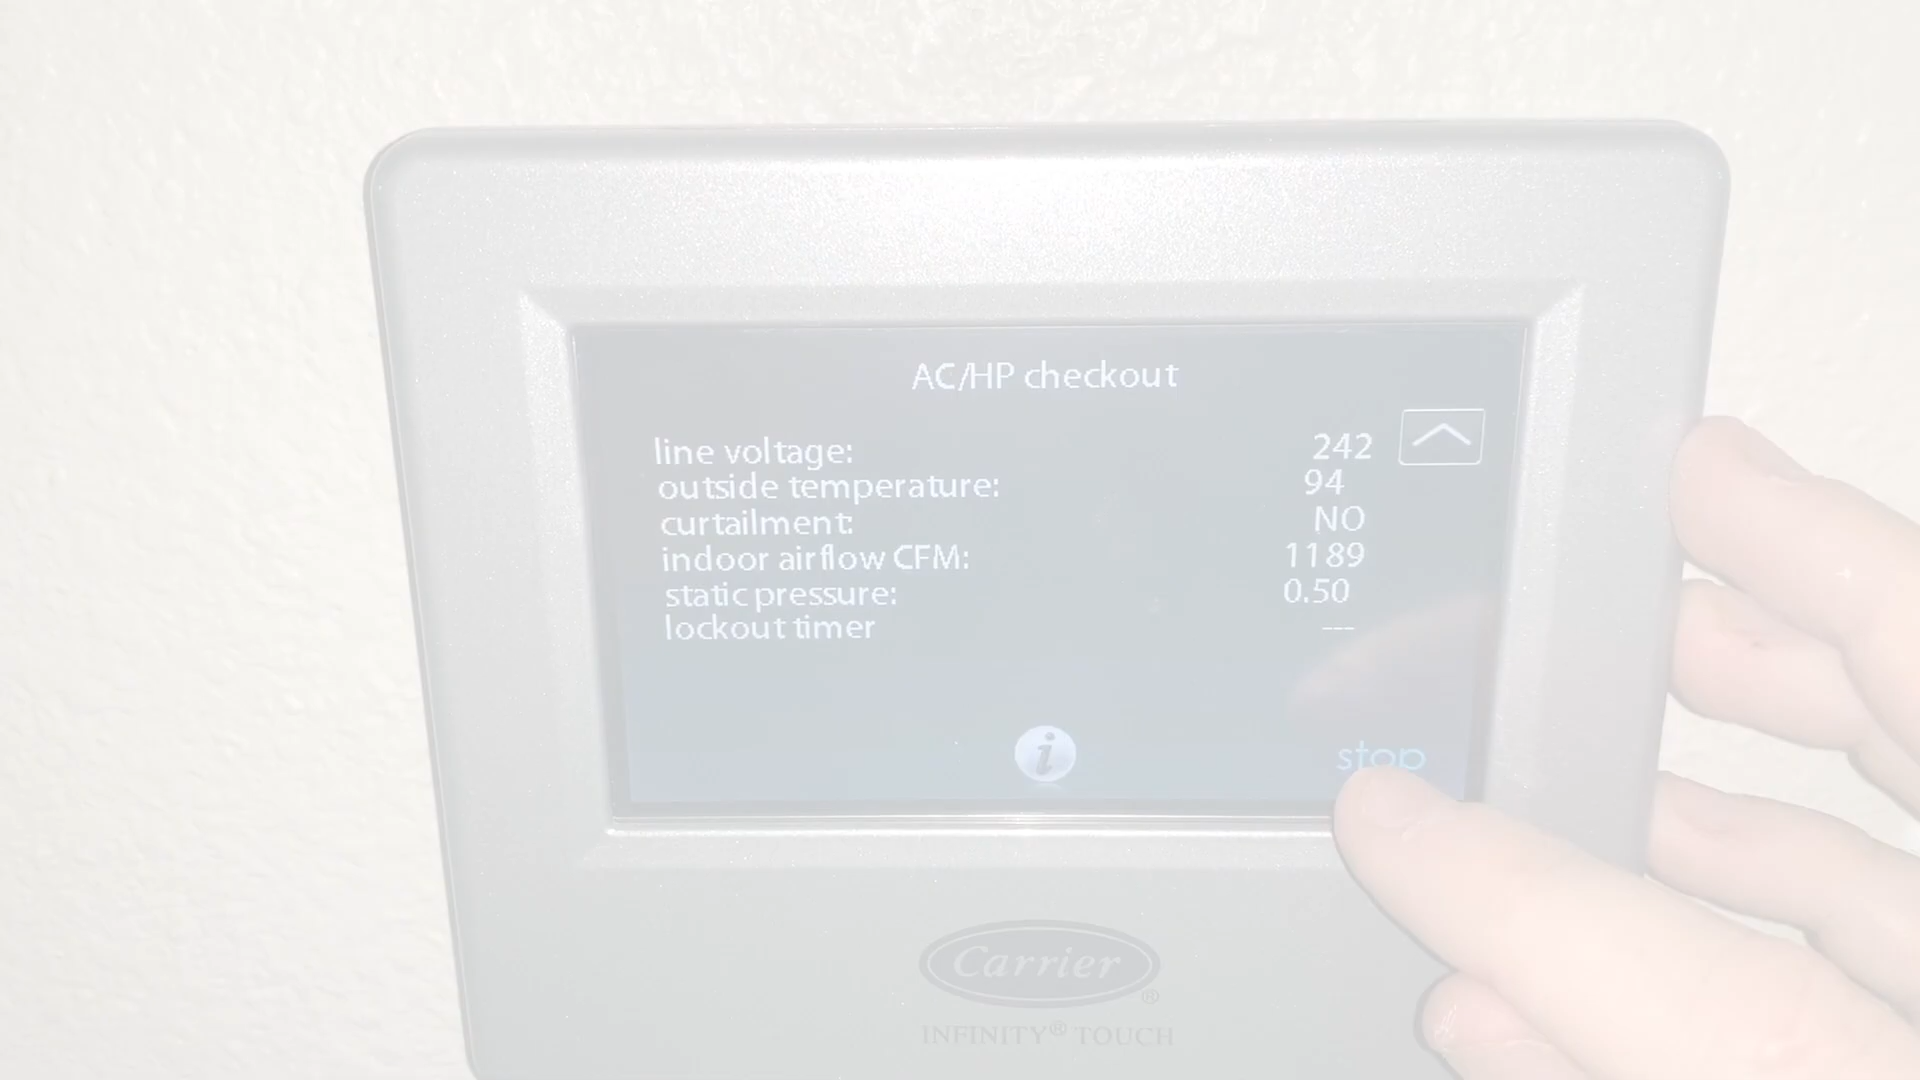 AC/HP checkout
line voltage: 242
outside temperature: 94
curtailment: NO
indoor airflow CFM: 1189
static pressure: 0.50
lockout timer ---
i
stop
Carrier®
INFINITY® TOUCH